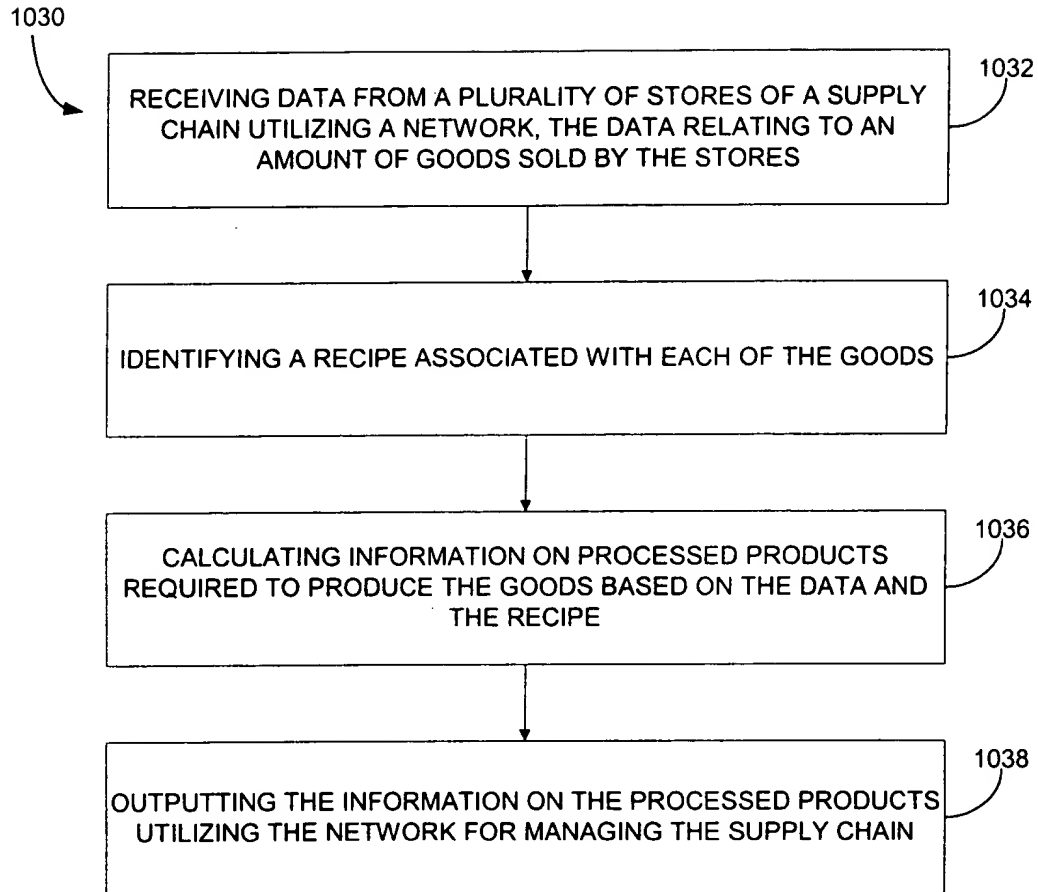 1030
1032
RECEIVING DATA FROM A PLURALITY OF STORES OF A SUPPLY
CHAIN UTILIZING A NETWORK, THE DATA RELATING TO AN
AMOUNT OF GOODS SOLD BY THE STORES
1034
IDENTIFYING A RECIPE ASSOCIATED WITH EACH OF THE GOODS
1036
CALCULATING INFORMATION ON PROCESSED PRODUCTS
REQUIRED TO PRODUCE THE GOODS BASED ON THE DATA AND
THE RECIPE
1038
OUTPUTTING THE INFORMATION ON THE PROCESSED PRODUCTS
UTILIZING THE NETWORK FOR MANAGING THE SUPPLY CHAIN